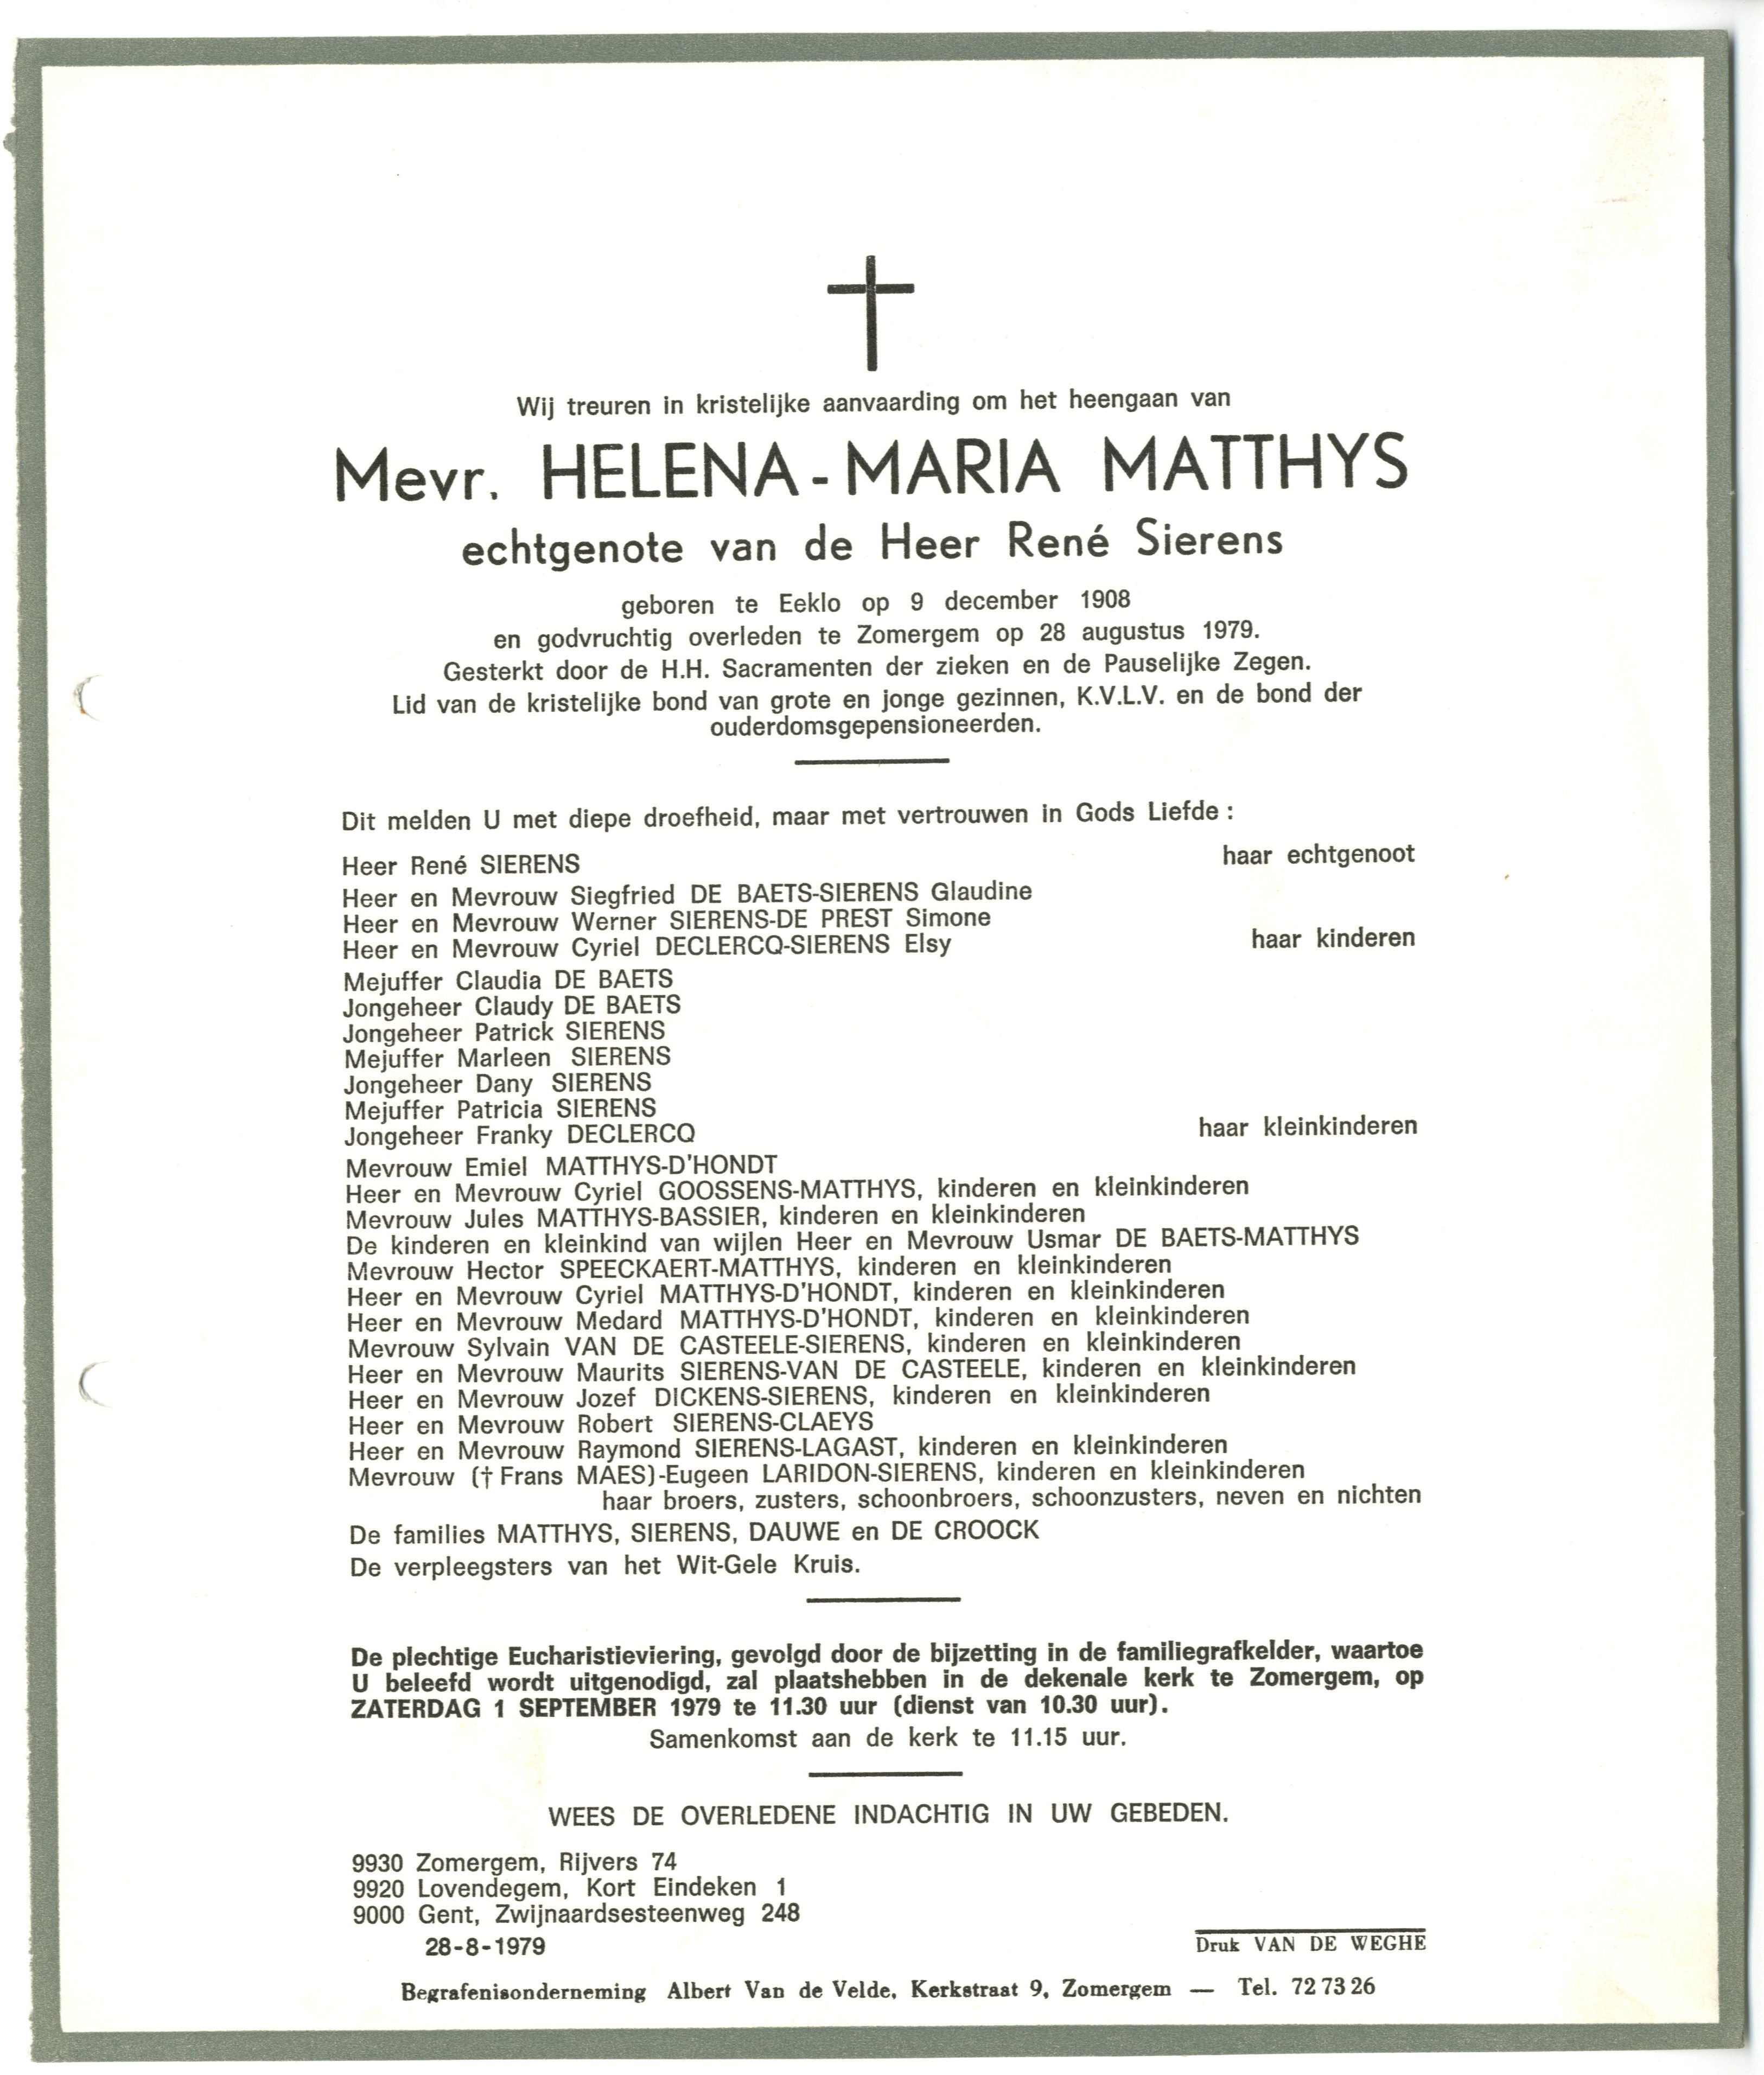 Wij treuren in kristelijke aanvaarding om het heengaan van
Mevr. HELENA-MARIA MATTHYS
echtgenote van de Heer René Sierens
geboren te Eeklo op 9 december 1908
en godvruchtig overleden te Zomergem op 28 augustus 1979.
Gesterkt door de H.H. Sacramenten der zieken en de Pauselijke Zegen.
Lid van de kristelijke bond van grote en jonge gezinnen, K.V.L.V. en de bond der
ouderdomsgepensioneerden.
Dit melden U met diepe droefheid, maar met vertrouwen in Gods Liefde :
Heer René SIERENS haar echtgenoot
Heer en Mevrouw Siegfried DE BAETS-SIERENS Glaudine
Heer en Mevrouw Werner SIERENS-DE PREST Simone
Heer en Mevrouw Cyriel DECLERCQ-SIERENS Elsy haar kinderen
Mejuffer Claudia DE BAETS
Jongeheer Claudy DE BAETS
Jongeheer Patrick SIERENS
Mejuffer Marleen SIERENS
Jongeheer Dany SIERENS
Mejuffer Patricia SIERENS
Jongeheer Franky DECLERCQ haar kleinkinderen
Mevrouw Emiel MATTHYS-D'HONDT
Heer en Mevrouw Cyriel GOOSSENS-MATTHYS, kinderen en kleinkinderen
Mevrouw Jules MATTHYS-BASSIER, kinderen en kleinkinderen
De kinderen en kleinkind van wijlen Heer en Mevrouw Usmar DE BAETS-MATTHYS
Mevrouw Hector SPEECKAERT-MATTHYS, kinderen en kleinkinderen
Heer en Mevrouw Cyriel MATTHYS-D'HONDT, kinderen en kleinkinderen
Heer en Mevrouw Medard MATTHYS-D'HONDT, kinderen en kleinkinderen
Mevrouw Sylvain VAN DE CASTEELE-SIERENS, kinderen en kleinkinderen
Heer en Mevrouw Maurits SIERENS-VAN DE CASTEELE, kinderen en kleinkinderen
Heer en Mevrouw Jozef DICKENS-SIERENS, kinderen en kleinkinderen
Heer en Mevrouw Robert SIERENS-CLAEYS
Heer en Mevrouw Raymond SIERENS-LAGAST, kinderen en kleinkinderen
Mevrouw († Frans MAES)-Eugeen LARIDON-SIERENS, kinderen en kleinkinderen
haar broers, zusters, schoonbroers, schoonzusters, neven en nichten
De families MATTHYS, SIERENS, DAUWE en DE CROOCK
De verpleegsters van het Wit-Gele Kruis.
De plechtige Eucharistieviering, gevolgd door de bijzetting in de familiegrafkelder, waartoe
U beleefd wordt uitgenodigd, zal plaatshebben in de dekenale kerk te Zomergem, op
ZATERDAG 1 SEPTEMBER 1979 te 11.30 uur (dienst van 10.30 uur).
Samenkomst aan de kerk te 11.15 uur.
WEES DE OVERLEDENE INDACHTIG IN UW GEBEDEN.
9930 Zomergem, Rijvers 74
9920 Lovendegem, Kort Eindeken 1
9000 Gent, Zwijnaardsesteenweg 248
28-8-1979
Druk VAN DE WEGHE
Begrafenisonderneming Albert Van de Velde, Kerkstraat 9, Zomergem — Tel. 72 73 26